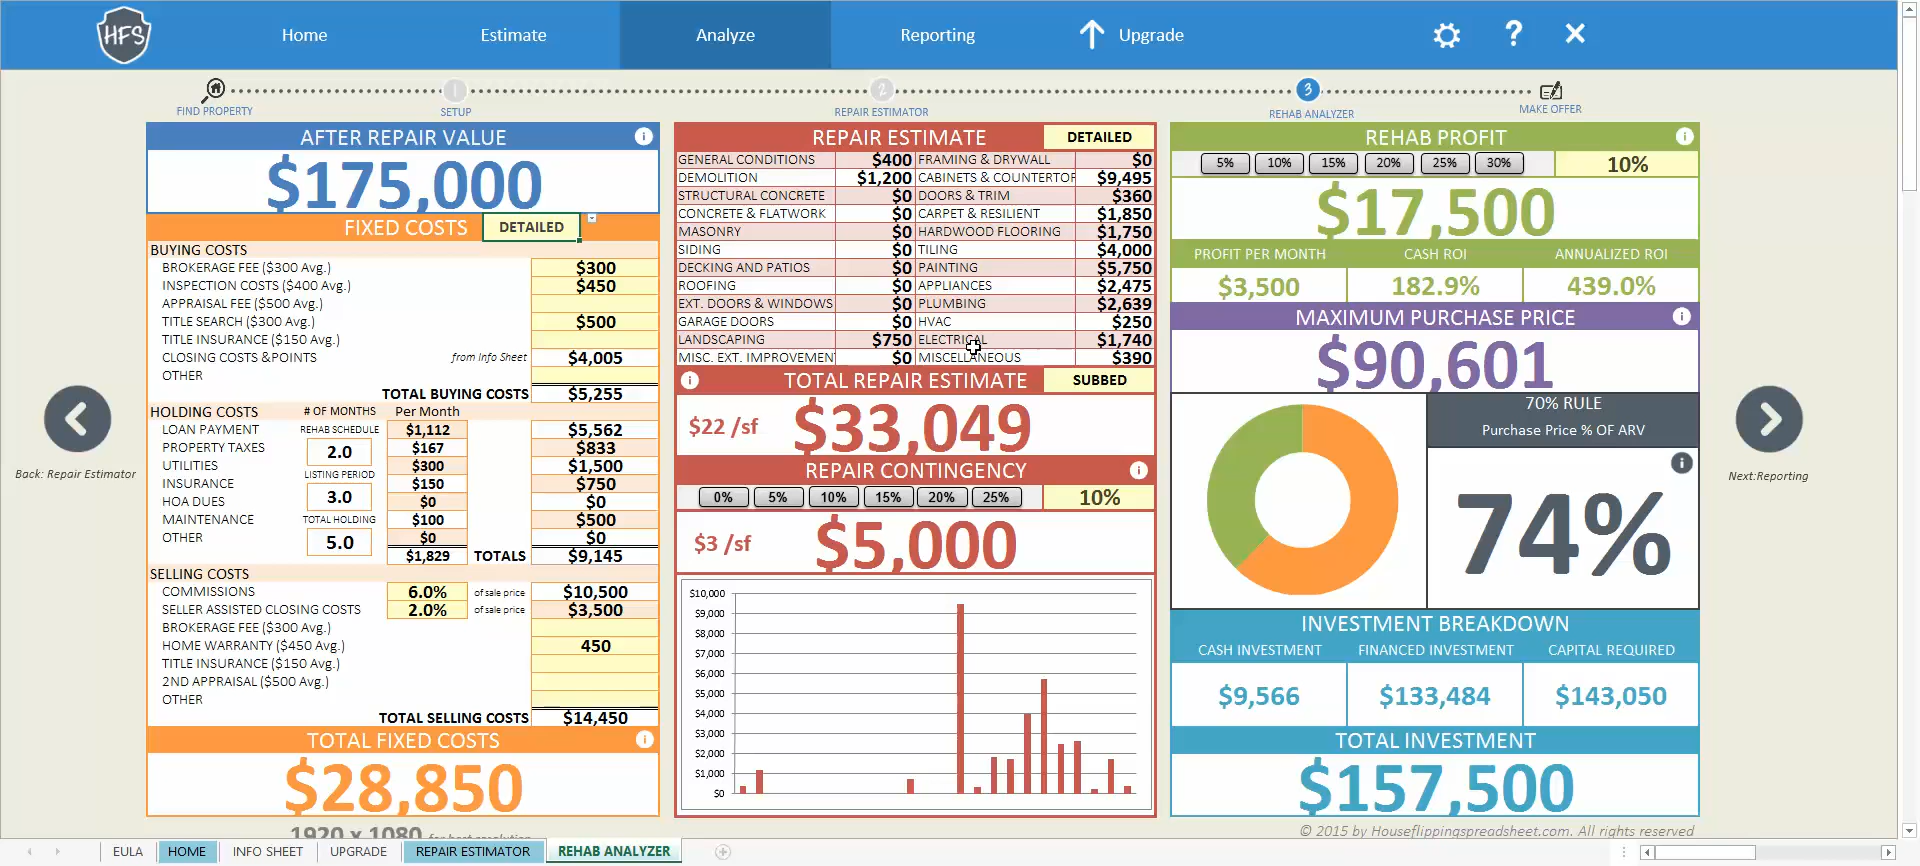 HFS
Home
Estimate
Analyze
Reporting
Upgrade
?
FIND PROPERTY
1
SETUP
2
REPAIR ESTIMATOR
3
REHAB ANALYZER
MAKE OFFER
AFTER REPAIR VALUE
$175,000
FIXED COSTS DETAILED
BUYING COSTS
BROKERAGE FEE ($300 Avg.) $300
INSPECTION COSTS ($400 Avg.) $450
APPRAISAL FEE ($500 Avg.)
TITLE SEARCH ($300 Avg.) $500
TITLE INSURANCE ($150 Avg.)
CLOSING COSTS &POINTS from Info Sheet $4,005
OTHER
TOTAL BUYING COSTS $5,255
HOLDING COSTS # OF MONTHS Per Month
LOAN PAYMENT REHAB SCHEDULE $1,112 $5,562
PROPERTY TAXES 2.0 $167 $833
UTILITIES $300 $1,500
INSURANCE LISTING PERIOD $150 $750
HOA DUES 3.0 $0 $0
MAINTENANCE TOTAL HOLDING $100 $500
OTHER 5.0 $0 $0
$1,829 TOTALS $9,145
SELLING COSTS
COMMISSIONS 6.0% of sale price $10,500
SELLER ASSISTED CLOSING COSTS 2.0% of sale price $3,500
BROKERAGE FEE ($300 Avg.)
HOME WARRANTY ($450 Avg.) 450
TITLE INSURANCE ($150 Avg.)
2ND APPRAISAL ($500 Avg.)
OTHER
TOTAL SELLING COSTS $14,450
TOTAL FIXED COSTS
$28,850
1920 x 1080 for best resolution
REPAIR ESTIMATE DETAILED
GENERAL CONDITIONS $400 FRAMING & DRYWALL $0
DEMOLITION $1,200 CABINETS & COUNTERTOP $9,495
STRUCTURAL CONCRETE $0 DOORS & TRIM $360
CONCRETE & FLATWORK $0 CARPET & RESILIENT $1,850
MASONRY $0 HARDWOOD FLOORING $1,750
SIDING $0 TILING $4,000
DECKING AND PATIOS $0 PAINTING $5,750
ROOFING $0 APPLIANCES $2,475
EXT. DOORS & WINDOWS $0 PLUMBING $2,639
GARAGE DOORS $0 HVAC $250
LANDSCAPING $750 ELECTRICAL $1,740
MISC. EXT. IMPROVEMEN $0 MISCELLANEOUS $390
TOTAL REPAIR ESTIMATE SUBBED
$22 /sf $33,049
REPAIR CONTINGENCY
0% 5% 10% 15% 20% 25% 10%
$3 /sf $5,000
$10,000
$9,000
$8,000
$7,000
$6,000
$5,000
$4,000
$3,000
$2,000
$1,000
$0
REHAB PROFIT
5% 10% 15% 20% 25% 30% 10%
$17,500
PROFIT PER MONTH CASH ROI ANNUALIZED ROI
$3,500 182.9% 439.0%
MAXIMUM PURCHASE PRICE
$90,601
70% RULE
Purchase Price % OF ARV
74%
INVESTMENT BREAKDOWN
CASH INVESTMENT FINANCED INVESTMENT CAPITAL REQUIRED
$9,566 $133,484 $143,050
TOTAL INVESTMENT
$157,500
© 2015 by Houseflippingspreadsheet.com. All rights reserved
Back: Repair Estimator
Next:Reporting
EULA HOME INFO SHEET UPGRADE REPAIR ESTIMATOR REHAB ANALYZER